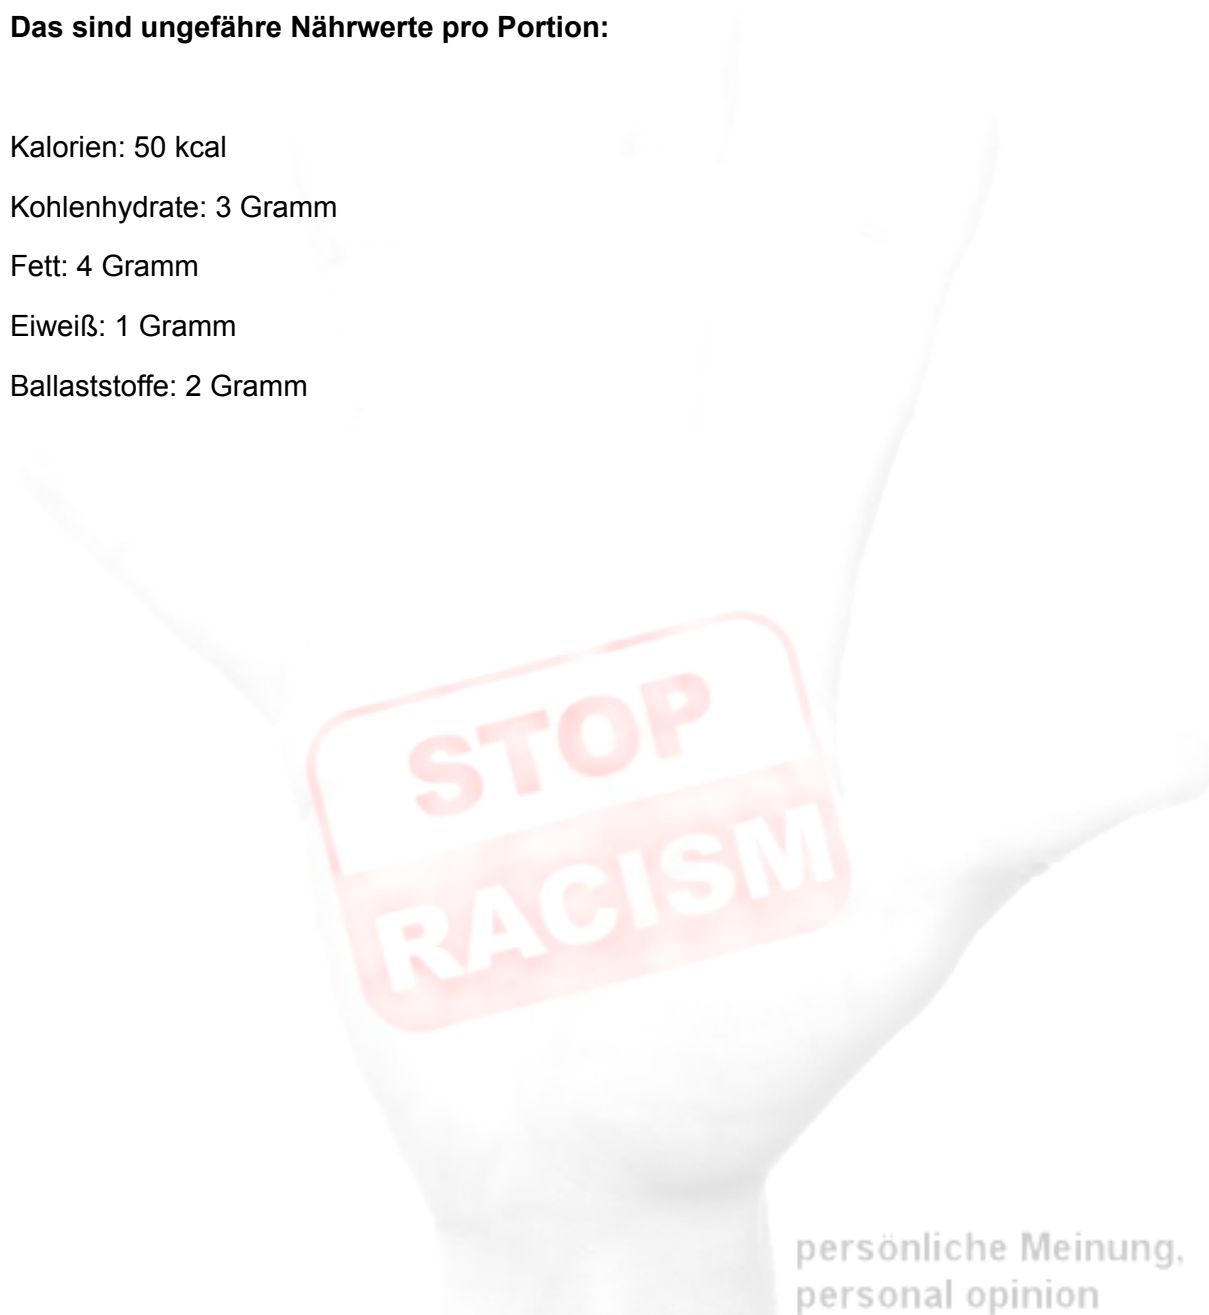 Das sind ungefähre Nährwerte pro Portion:
Kalorien: 50 kcal
Kohlenhydrate: 3 Gramm
Fett: 4 Gramm
Eiweiß: 1 Gramm
Ballaststoffe: 2 Gramm
STOP
RACISM
persönliche Meinung,
personal opinion